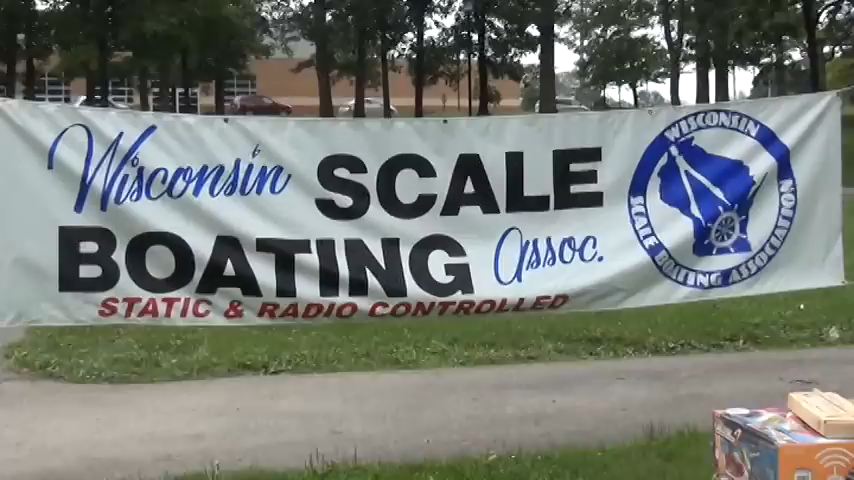 Wisconsin SCALE
BOATING Assoc.
STATIC & RADIO CONTROLLED
WISCONSIN
SCALE BOATING ASSOCIATION